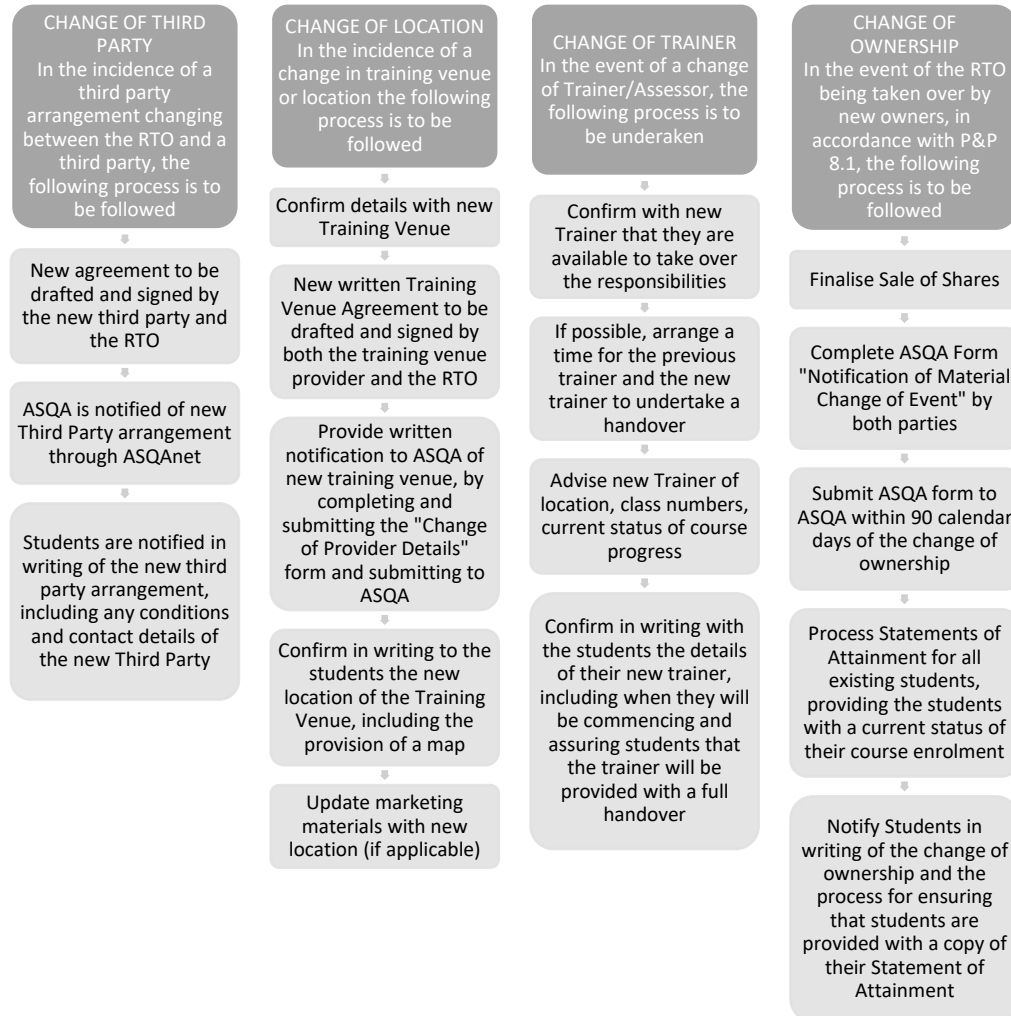 CHANGE OF THIRD
PARTY
In the incidence of a
third party
arrangement changing
between the RTO and a
third party, the
following process is to
be followed
New agreement to be
drafted and signed by
the new third party and
the RTO
ASQA is notified of new
Third Party arrangement
through ASQAnet
Students are notified in
writing of the new third
party arrangement,
including any conditions
and contact details of
the new Third Party
CHANGE OF LOCATION
In the incidence of a
change in training venue
or location the following
process is to be
followed
Confirm details with new
Training Venue
New written Training
Venue Agreement to be
drafted and signed by
both the training venue
provider and the RTO
Provide written
notification to ASQA of
new training venue, by
completing and
submitting the "Change
of Provider Details"
form and submitting to
ASQA
Confirm in writing to the
students the new
location of the Training
Venue, including the
provision of a map
Update marketing
materials with new
location (if applicable)
CHANGE OF TRAINER
In the event of a change
of Trainer/Assessor, the
following process is to
be underaken
Confirm with new
Trainer that they are
available to take over
the responsibilities
If possible, arrange a
time for the previous
trainer and the new
trainer to undertake a
handover
Advise new Trainer of
location, class numbers,
current status of course
progress
Confirm in writing with
the students the details
of their new trainer,
including when they will
be commencing and
assuring students that
the trainer will be
provided with a full
handover
CHANGE OF
OWNERSHIP
In the event of the RTO
being taken over by
new owners, in
accordance with P&P
8.1, the following
process is to be
followed
Finalise Sale of Shares
Complete ASQA Form
"Notification of Material
Change of Event" by
both parties
Submit ASQA form to
ASQA within 90 calendar
days of the change of
ownership
Process Statements of
Attainment for all
existing students,
providing the students
with a current status of
their course enrolment
Notify Students in
writing of the change of
ownership and the
process for ensuring
that students are
provided with a copy of
their Statement of
Attainment